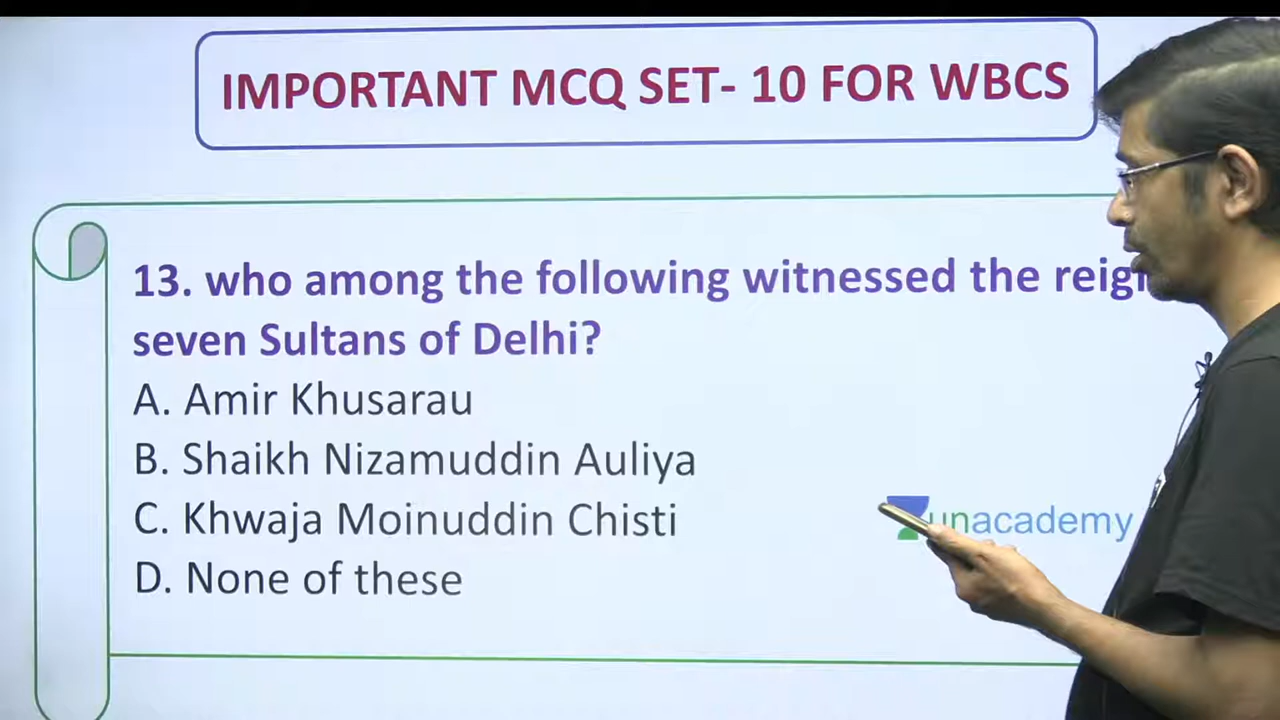 IMPORTANT MCQ SET- 10 FOR WBCS
13. who among the following witnessed the
seven Sultans of Delhi?
A. Amir Khusarau
B. Shaikh Nizamuddin Auliya
C. Khwaja Moinuddin Chisti
D. None of these
unacademy